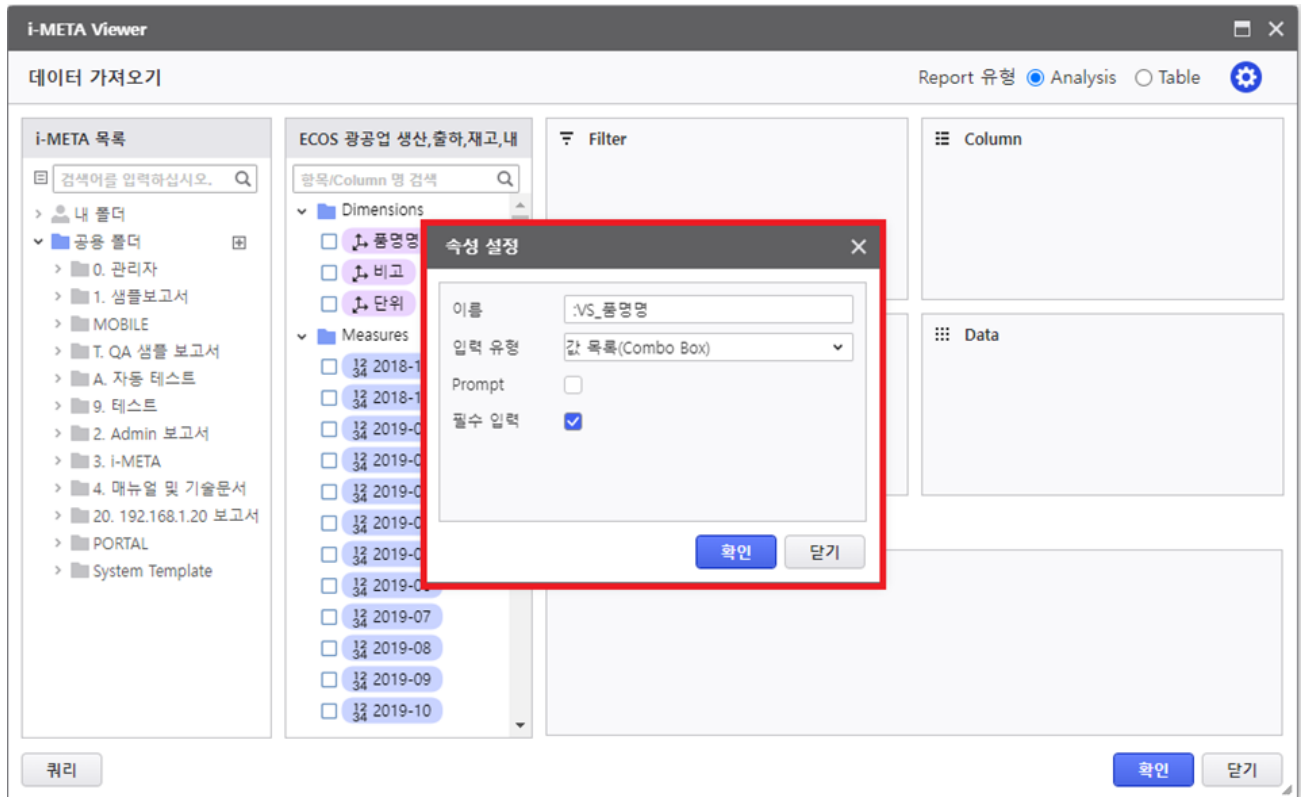 i-META Viewer
데이터 가져오기
Report 유형 Analysis Table
i-META 목록
검색어를 입력하십시오.
내 폴더
공용 폴더
0. 관리자
1. 샘플보고서
MOBILE
T. QA 샘플 보고서
A. 자동 테스트
9. 테스트
2. Admin 보고서
3. i-META
4. 매뉴얼 및 기술문서
20. 192.168.1.20 보고서
PORTAL
System Template
ECOS 광공업 생산,출하,재고,내
항목/Column 명 검색
Dimensions
품명명
비고
단위
Measures
2018-1
2018-1
2019-0
2019-0
2019-0
2019-0
2019-0
2019-0
2019-07
2019-08
2019-09
2019-10
Filter
Column
Data
속성 설정
이름 :VS_품명명
입력 유형 값 목록(Combo Box)
Prompt
필수 입력
확인 닫기
쿼리
확인 닫기